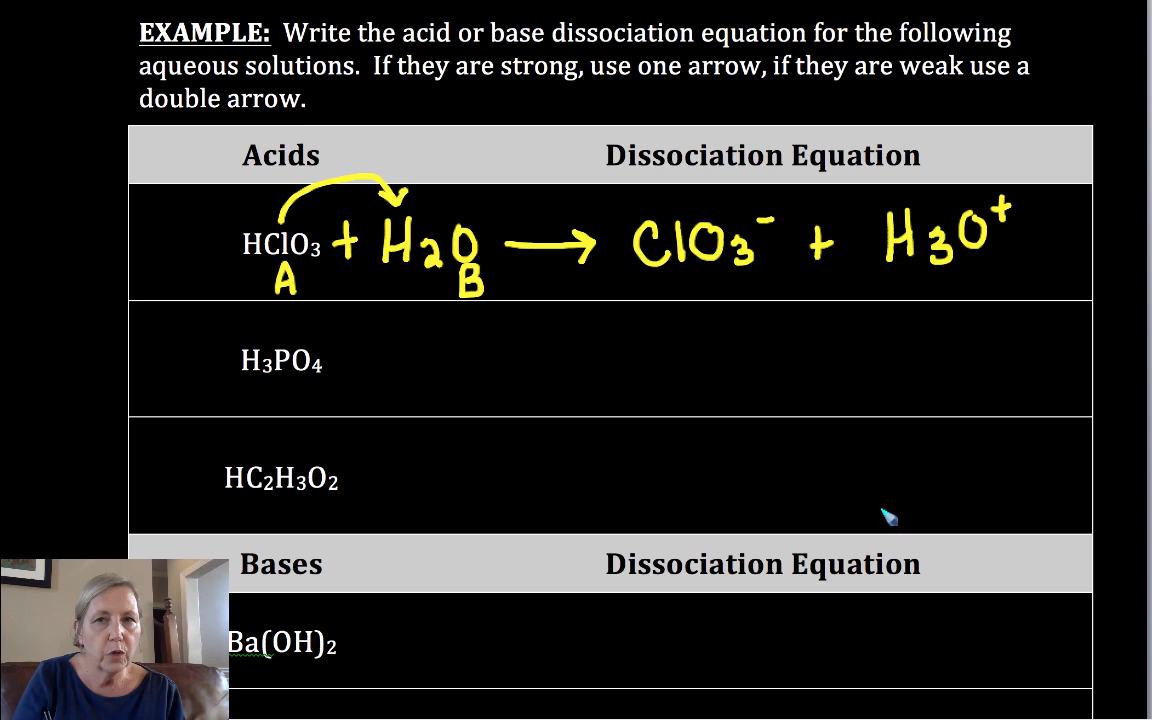 EXAMPLE: Write the acid or base dissociation equation for the following
aqueous solutions. If they are strong, use one arrow, if they are weak use a
double arrow.
Acids Dissociation Equation
HClO₃ + H₂O → ClO₃⁻ + H₃O⁺
A B
H₃PO₄
HC₂H₃O₂
Bases Dissociation Equation
Ba(OH)₂